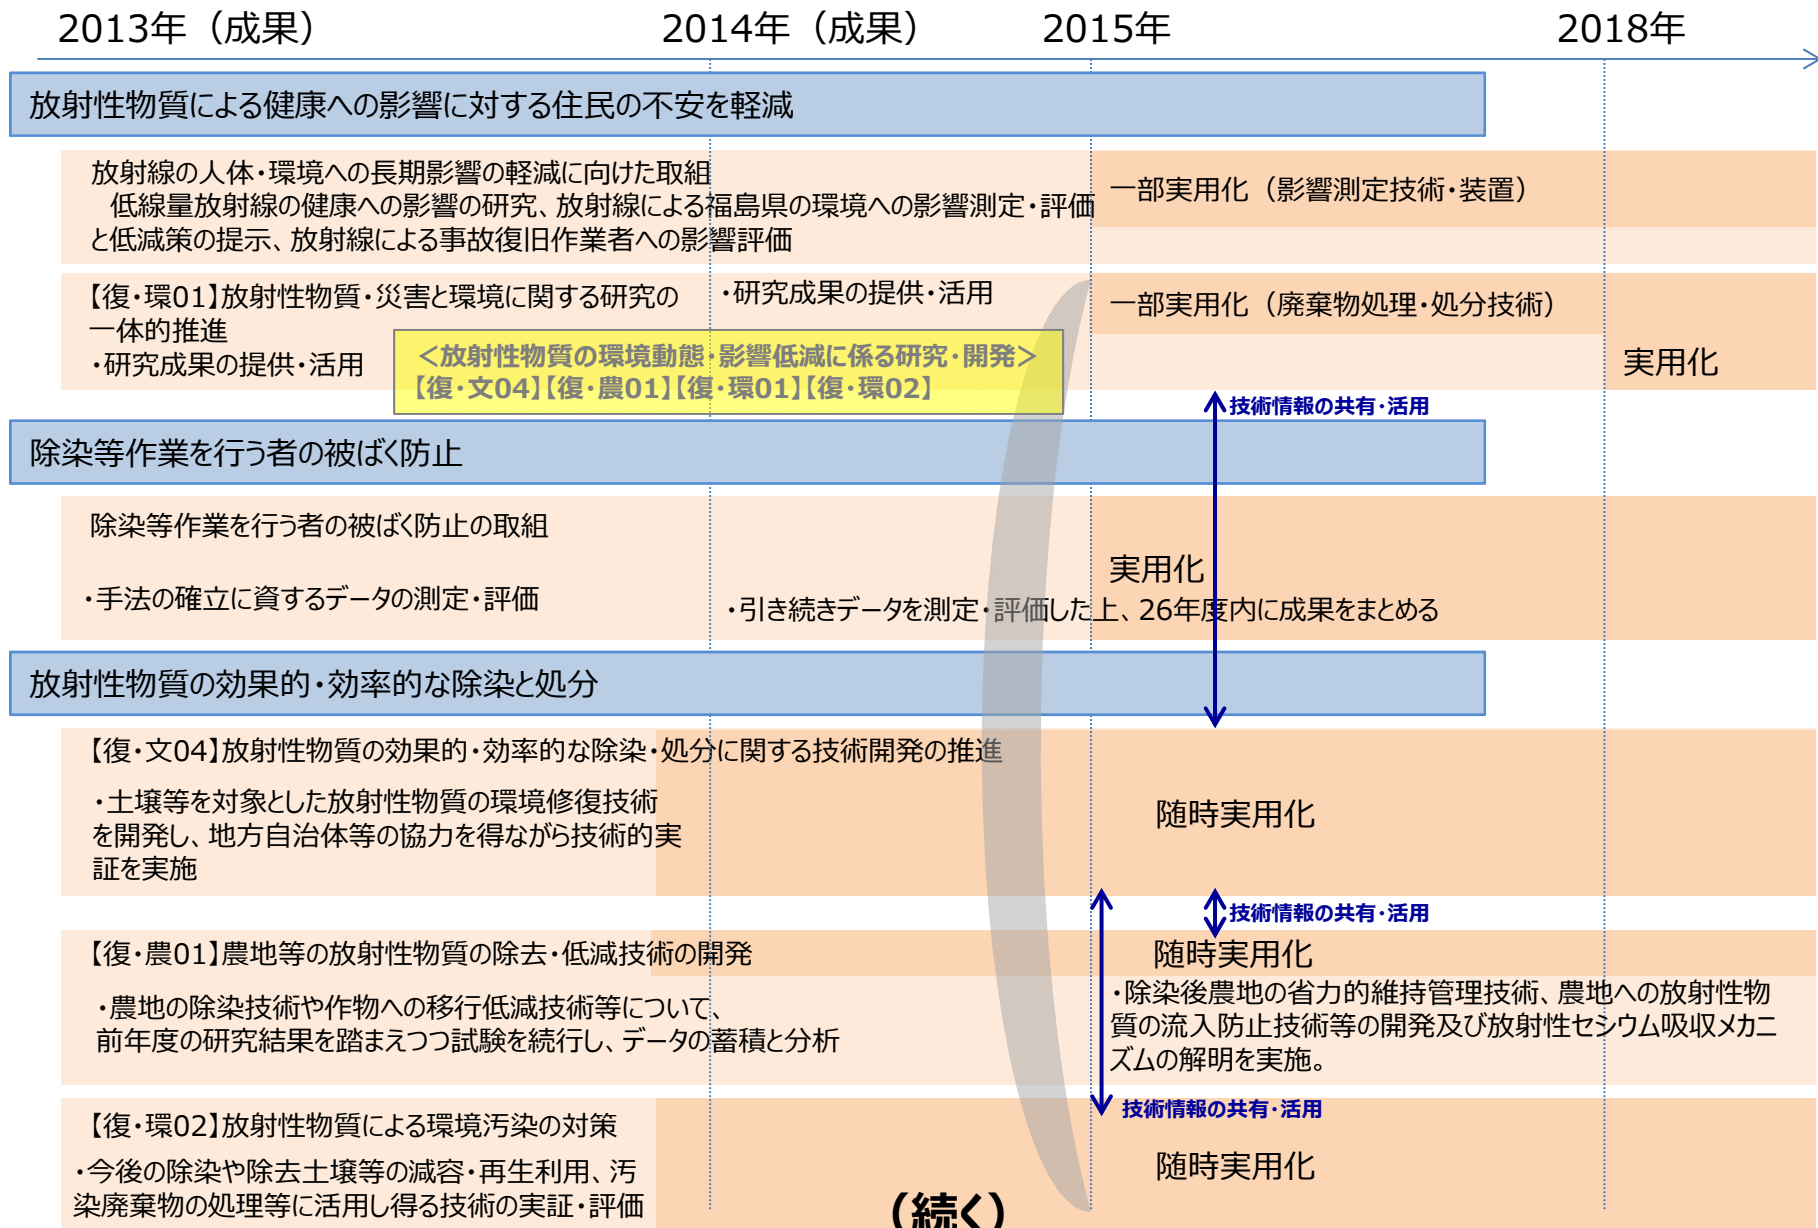 2013年（成果）
2014年（成果）
2015年
2018年
放射性物質による健康への影響に対する住民の不安を軽減
放射線の人体・環境への長期影響の軽減に向けた取組
低線量放射線の健康への影響の研究、放射線による福島県の環境への影響測定・評価
と低減策の提示、放射線による事故復旧作業者への影響評価
一部実用化（影響測定技術・装置）
【復・環01】放射性物質・災害と環境に関する研究の
一体的推進
・研究成果の提供・活用
・研究成果の提供・活用
一部実用化（廃棄物処理・処分技術）
実用化
＜放射性物質の環境動態・影響低減に係る研究・開発＞
【復・文04】【復・農01】【復・環01】【復・環02】
技術情報の共有・活用
除染等作業を行う者の被ばく防止
除染等作業を行う者の被ばく防止の取組
・手法の確立に資するデータの測定・評価
実用化
・引き続きデータを測定・評価した上、26年度内に成果をまとめる
放射性物質の効果的・効率的な除染と処分
【復・文04】放射性物質の効果的・効率的な除染・処分に関する技術開発の推進
・土壌等を対象とした放射性物質の環境修復技術
を開発し、地方自治体等の協力を得ながら技術的実
証を実施
随時実用化
技術情報の共有・活用
【復・農01】農地等の放射性物質の除去・低減技術の開発
随時実用化
・農地の除染技術や作物への移行低減技術等について、
前年度の研究結果を踏まえつつ試験を続行し、データの蓄積と分析
・除染後農地の省力的維持管理技術、農地への放射性物
質の流入防止技術等の開発及び放射性セシウム吸収メカニ
ズムの解明を実施。
技術情報の共有・活用
【復・環02】放射性物質による環境汚染の対策
・今後の除染や除去土壌等の減容・再生利用、汚
染廃棄物の処理等に活用し得る技術の実証・評価
随時実用化
（続く）